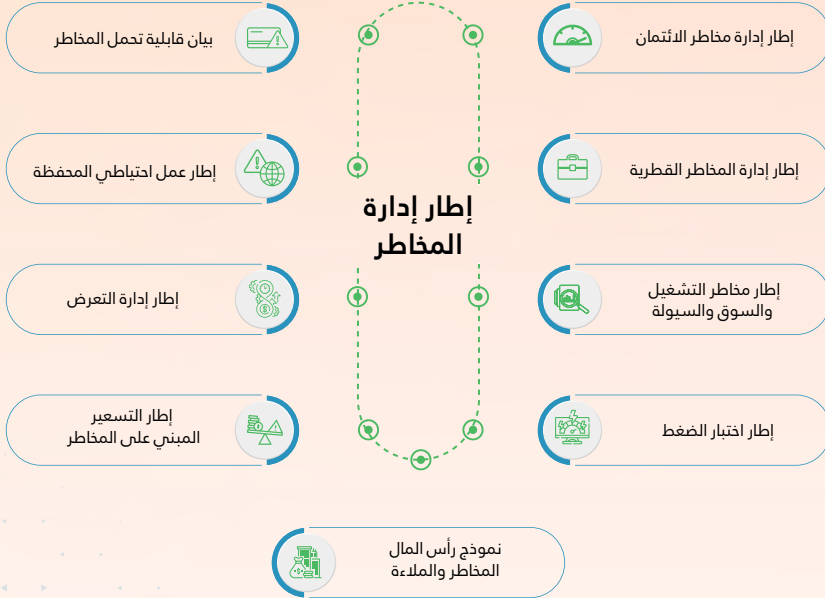 إطار إدارة مخاطر الائتمان
بيان قابلية تحمل المخاطر
إطار إدارة المخاطر القطرية
إطار عمل احتياطي المحفظة
إطار إدارة
المخاطر
إطار مخاطر التشغيل
والسوق والسيولة
إطار إدارة التعرض
إطار اختبار الضغط
إطار التسعير
المبني على المخاطر
نموذج رأس المال
المخاطر والملاءة